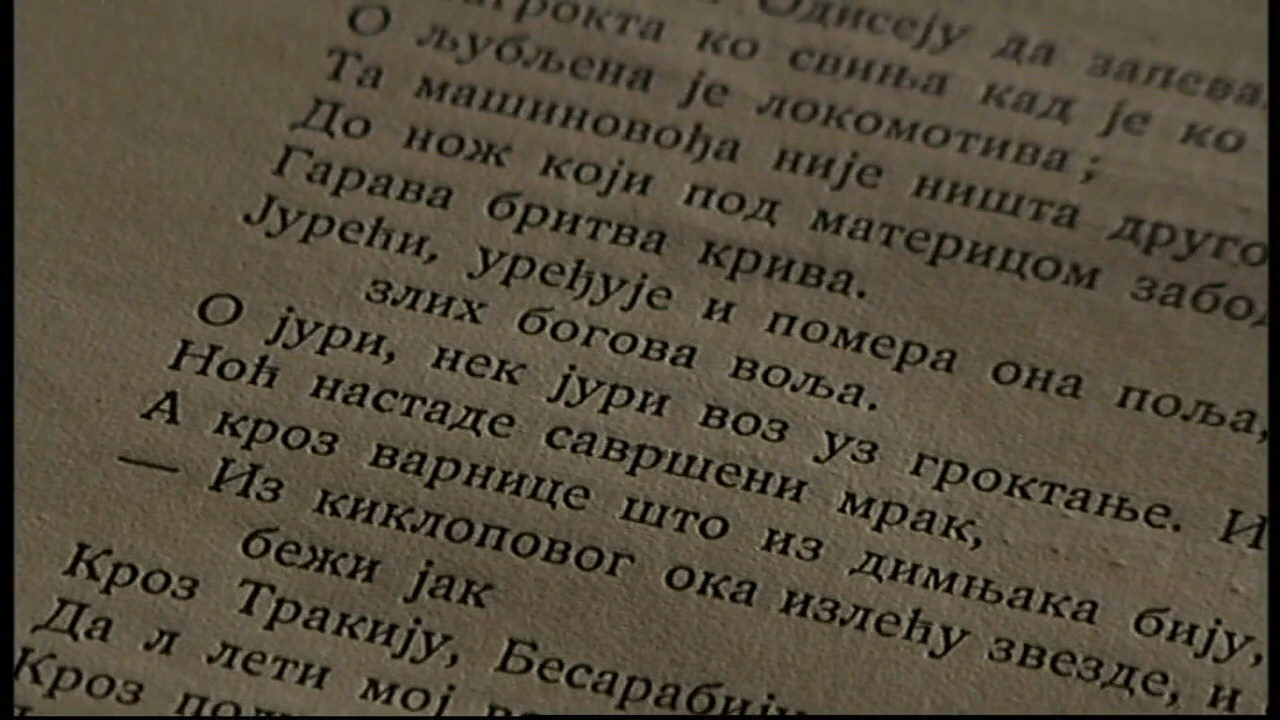 Одисеју да запева
ко свиња кад је ко
О љубљена је локомотива;
Та машиновођа није ништа друго
До нож који под материцом
Гарава бритва крива.
Јурећи, уређује и помера она поља,
злих богова воља.
О јури, нек јури воз уз гроктање. И
Ноћ настаде савршени мрак,
А кроз варнице што из димњака бију,
— Из киклоповог ока излећу звезде, и
бежи јак
Кроз Тракију, Бесарабију
Да л лети мој
Кроз